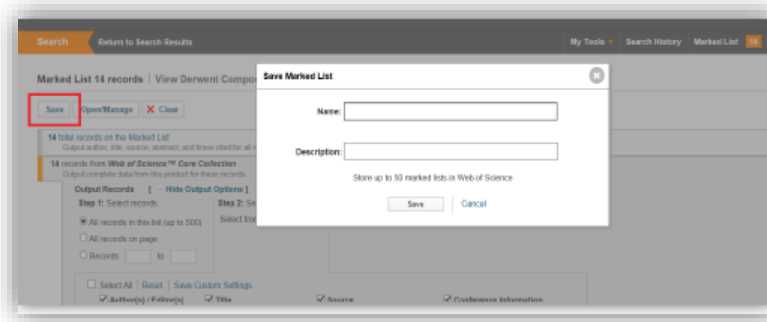 Search
Return to Search Results
My Tools
Search History
Marked List 14
Marked List 14 records | View Derwent Compo
Save
Open/Manage
Clear
14 total records on the Marked List
Output author, title, source, abstract, and times cited for all
14 records from Web of Science™ Core Collection
Output complete data from this product for these records.
Output Records [ - Hide Output Options ]
Step 1: Select records.
Step 2: Se
All records in this list (up to 500)
Select from
All records on page
Records to
Select All | Reset | Save Custom Settings
Author(s) / Editor(s)
Title
Source
Conference Information
Save Marked List
Name:
Description:
Store up to 50 marked lists in Web of Science
Save
Cancel